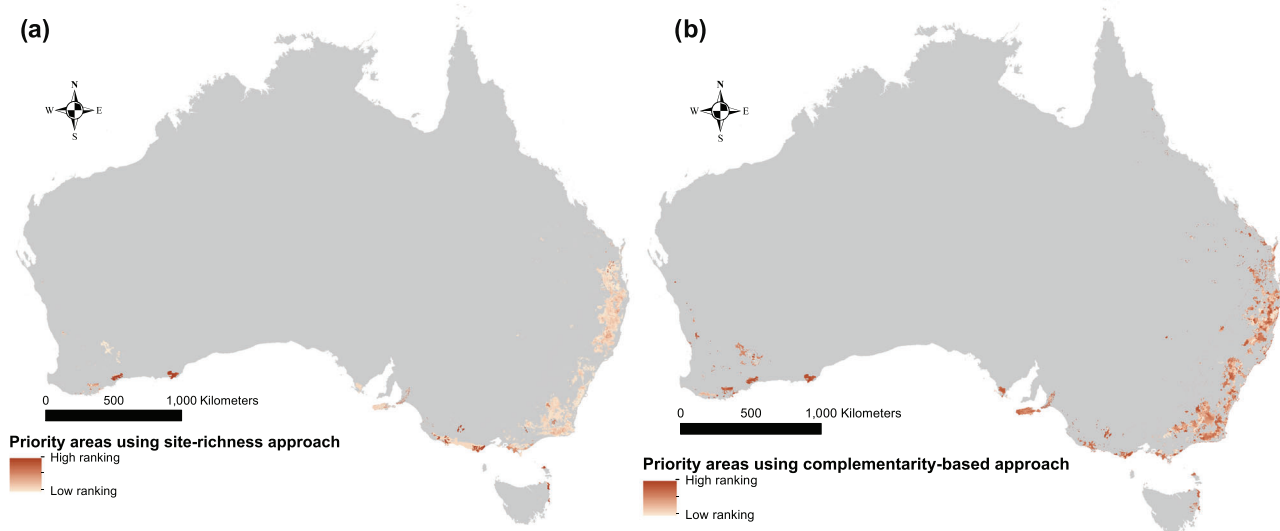 (a)
N
W
E
S
0
500
1,000 Kilometers
Priority areas using site-richness approach
High ranking
Low ranking
(b)
N
W
E
S
0
500
1,000 Kilometers
Priority areas using complementarity-based approach
High ranking
Low ranking